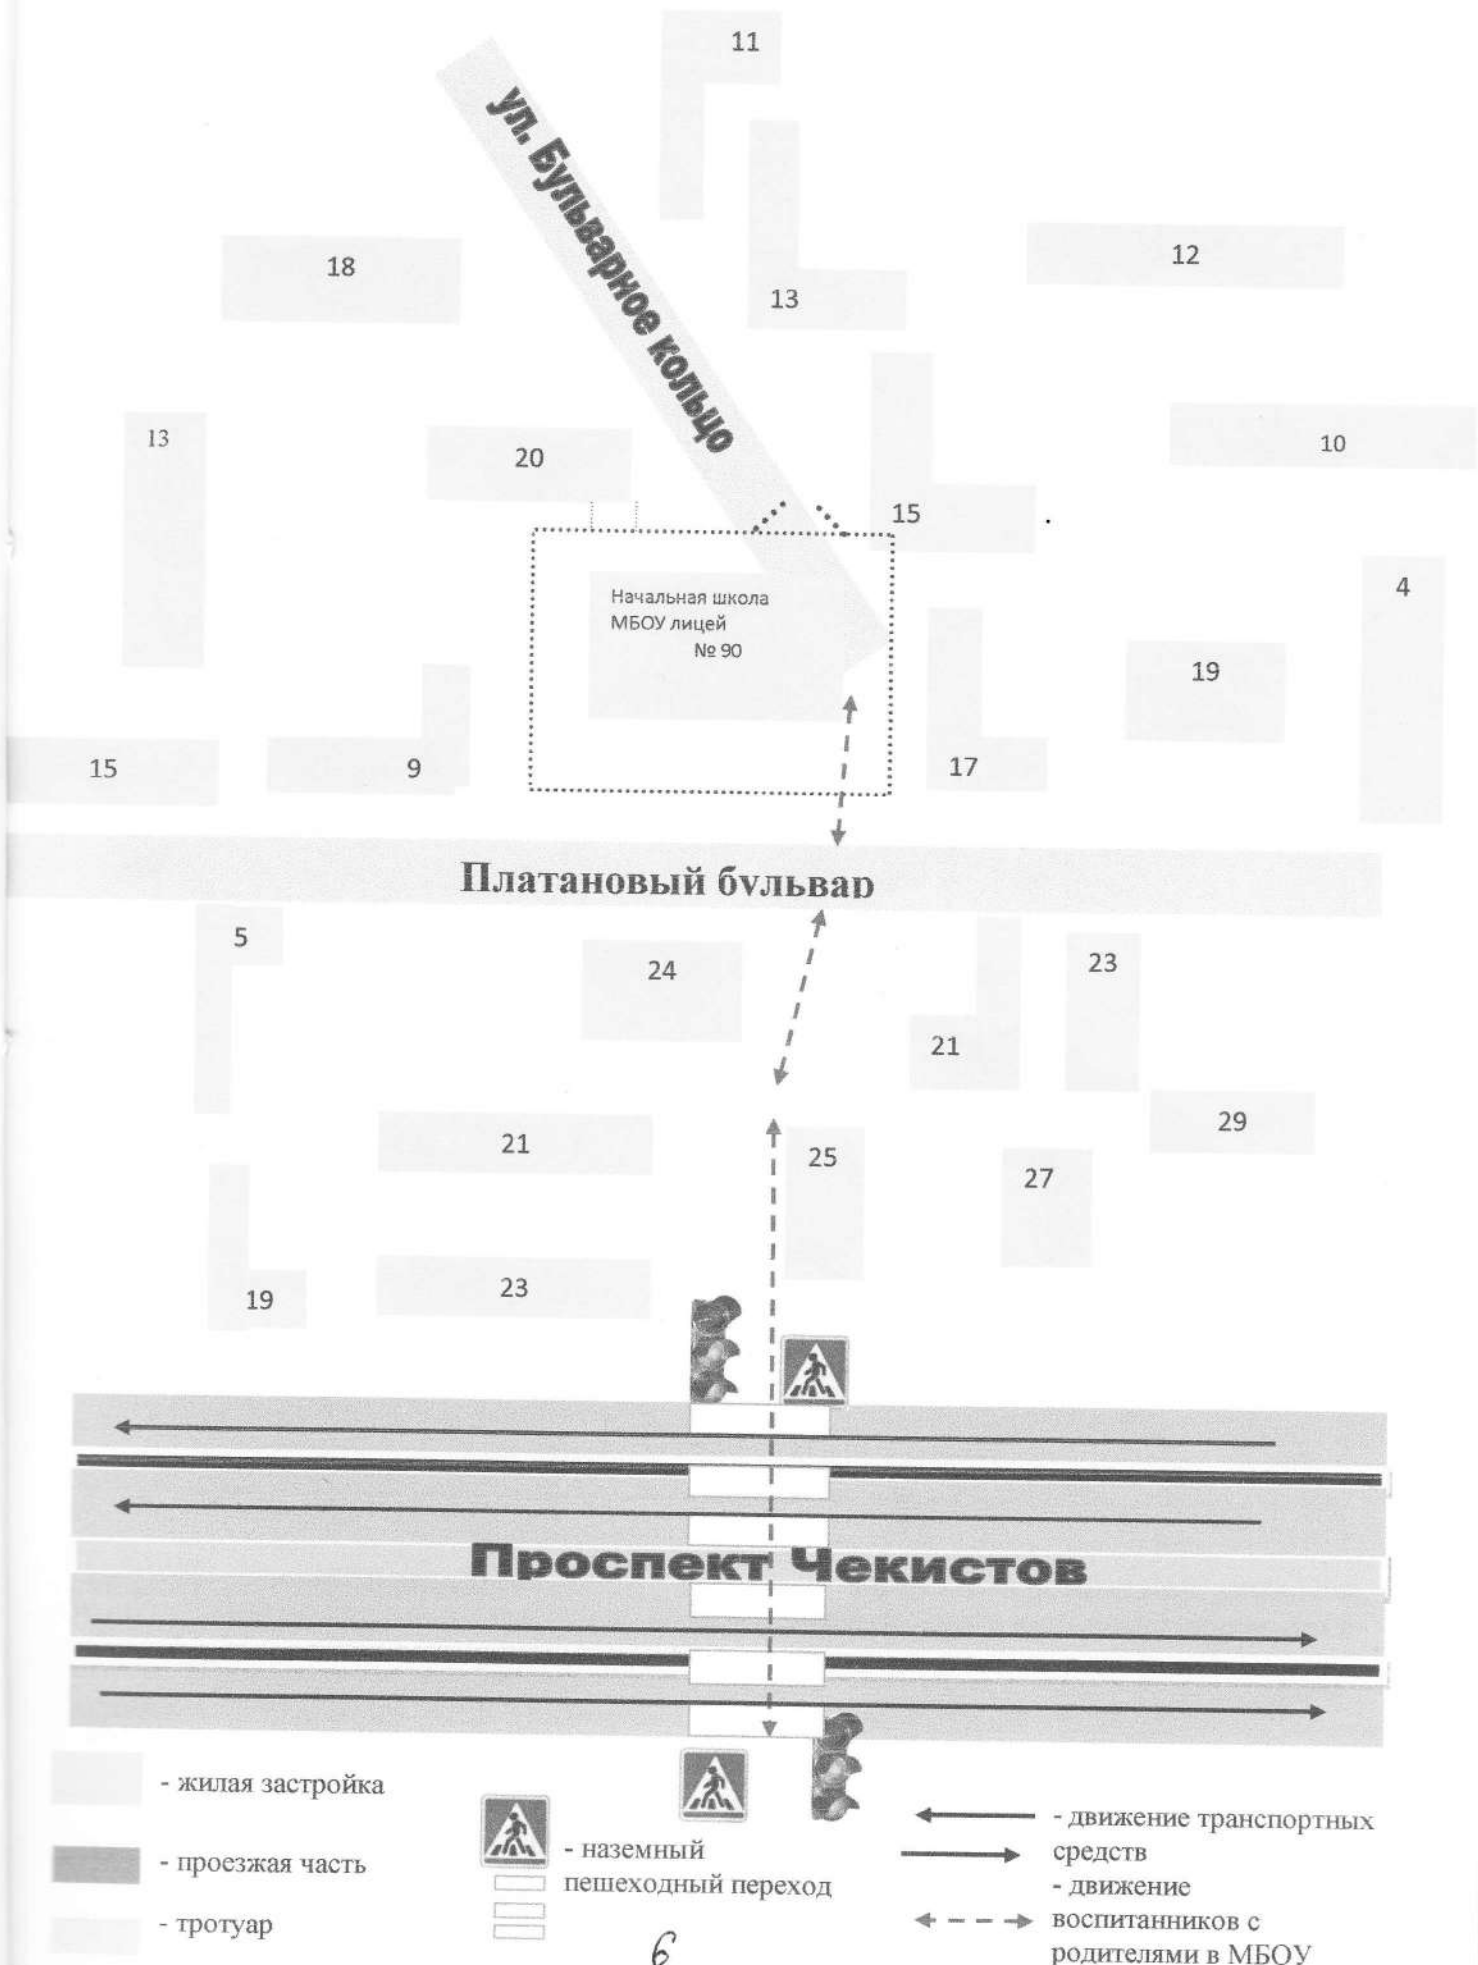 11
ул. Бульварное кольцо
18
12
13
13
20
10
15
Начальная школа
МБОУ лицей
№ 90
4
19
15
9
17
Платановый бульвар
5
24
23
21
21
25
29
27
19
23
Проспект Чекистов
- жилая застройка
- проезжая часть
- тротуар
- наземный
пешеходный переход
- движение транспортных
средств
- движение
воспитанников с
родителями в МБОУ
6